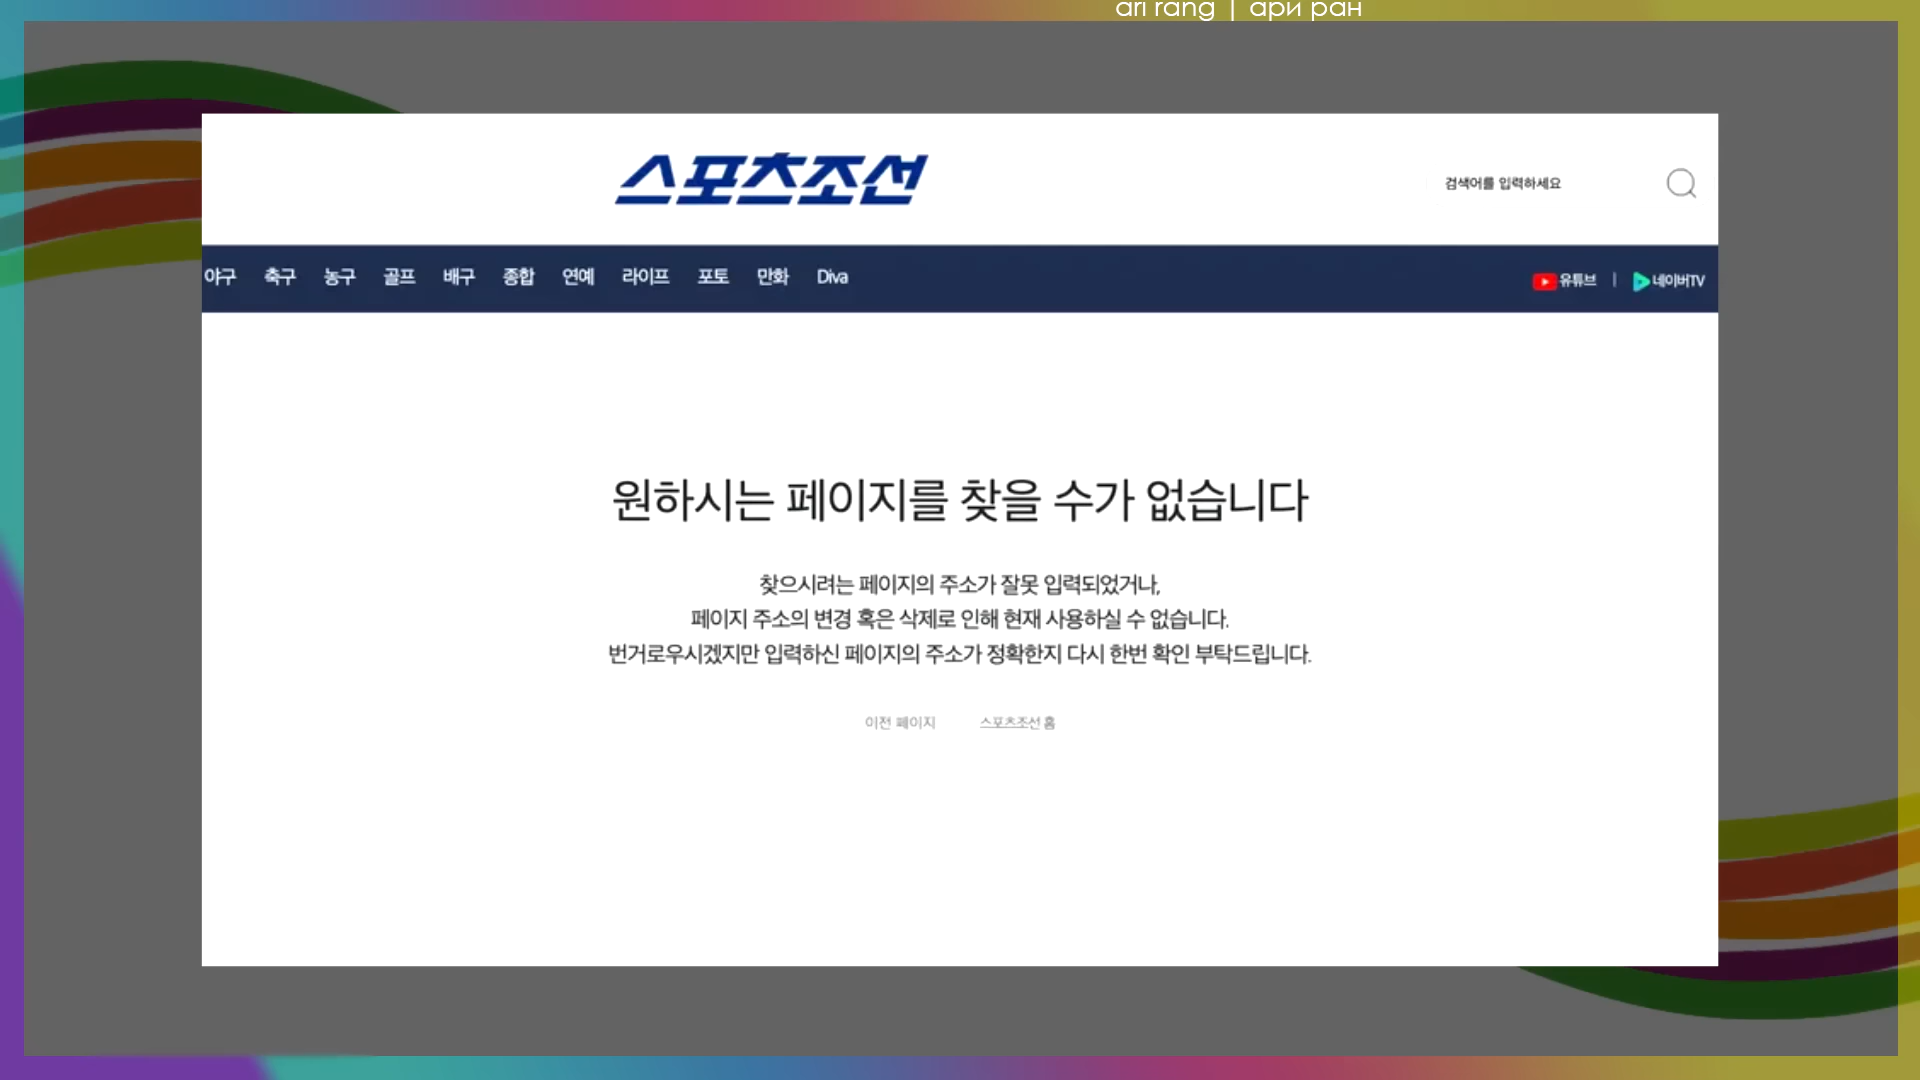 ari rang | ари ран
스포츠조선
검색어를 입력하세요
야구 축구 농구 골프 배구 종합 연예 라이프 포토 만화 Diva
유튜브 | 네이버TV
원하시는 페이지를 찾을 수가 없습니다
찾으시려는 페이지의 주소가 잘못 입력되었거나,
페이지 주소의 변경 혹은 삭제로 인해 현재 사용하실 수 없습니다.
번거로우시겠지만 입력하신 페이지의 주소가 정확한지 다시 한번 확인 부탁드립니다.
이전 페이지 스포츠조선 홈